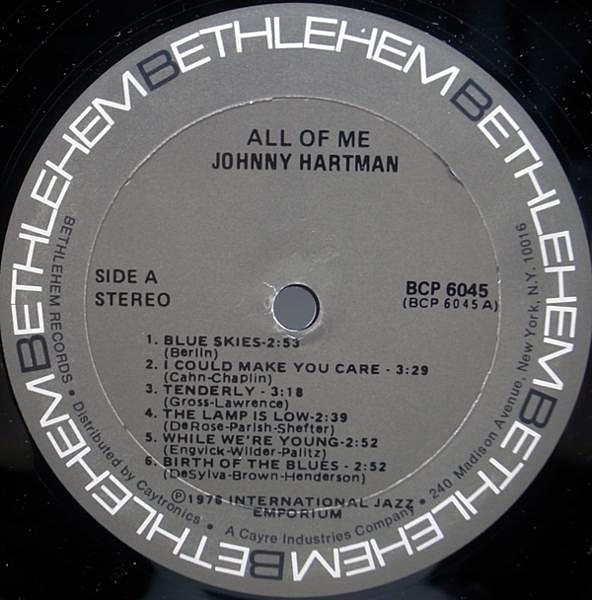 BETHLEHEM BETHLEHEM BETHLEHEM BETHLEHEM BETHLEHEM BETHLEHEM
ALL OF ME
JOHNNY HARTMAN
SIDE A
STEREO
BCP 6045
(BCP 6045 A)
1. BLUE SKIES-2:53
(Berlin)
2. I COULD MAKE YOU CARE - 3:29
(Cahn-Chaplin)
3. TENDERLY - 3:18
(Gross-Lawrence)
4. THE LAMP IS LOW-2:39
(DeRose-Parish-Shefter)
5. WHILE WE'RE YOUNG-2:52
(Engvick-Wilder-Palitz)
6. BIRTH OF THE BLUES - 2:52
(DeSylva-Brown-Henderson)
℗1976 INTERNATIONAL JAZZ
EMPORIUM
BETHLEHEM RECORDS • Distributed by Caytronics • A Cayre Industries Company • 240 Madison Avenue, New York, N.Y. 10016